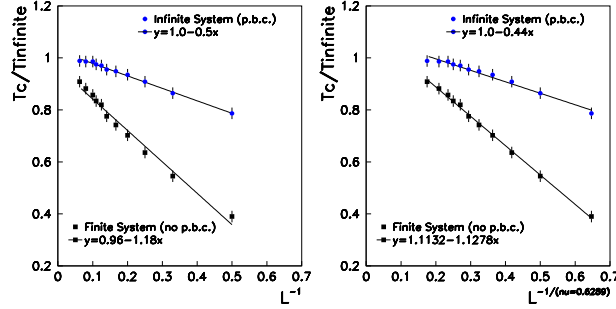 1.2
1
0.8
0.6
0.4
0.2
Tc/Tinfinite
Infinite System (p.b.c.)
y=1.0-0.5x
Finite System (no p.b.c.)
y=0.96-1.18x
0 0.1 0.2 0.3 0.4 0.5 0.6 0.7
L^-1
1.2
1
0.8
0.6
0.4
0.2
Tc/Tinfinite
Infinite System (p.b.c.)
y=1.0-0.44x
Finite System (no p.b.c.)
y=1.1132-1.1278x
0 0.1 0.2 0.3 0.4 0.5 0.6 0.7
L^-1/(nu=0.6289)